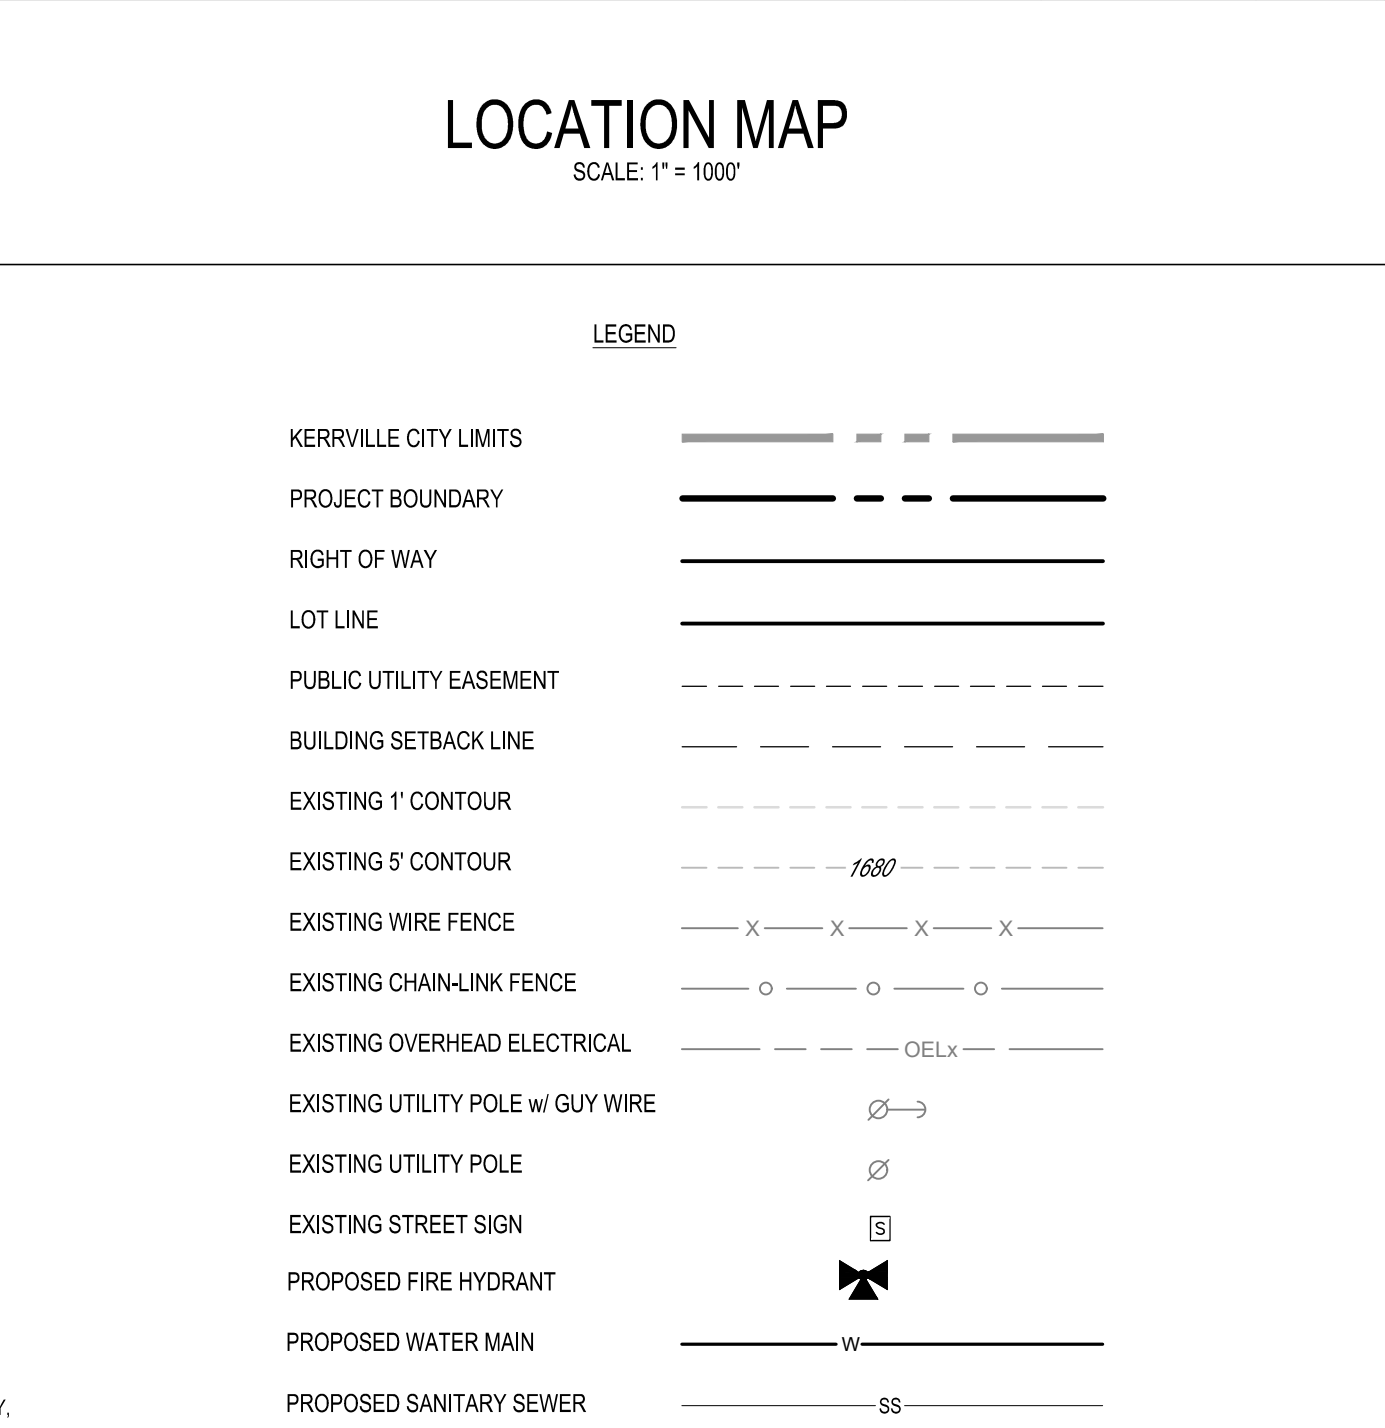 LOCATION MAP
SCALE: 1" = 1000'
LEGEND
KERRVILLE CITY LIMITS
PROJECT BOUNDARY
RIGHT OF WAY
LOT LINE
PUBLIC UTILITY EASEMENT
BUILDING SETBACK LINE
EXISTING 1' CONTOUR
EXISTING 5' CONTOUR 1680
EXISTING WIRE FENCE X X X X
EXISTING CHAIN-LINK FENCE
EXISTING OVERHEAD ELECTRICAL OELx
EXISTING UTILITY POLE w/ GUY WIRE
EXISTING UTILITY POLE
EXISTING STREET SIGN S
PROPOSED FIRE HYDRANT
PROPOSED WATER MAIN W
PROPOSED SANITARY SEWER SS